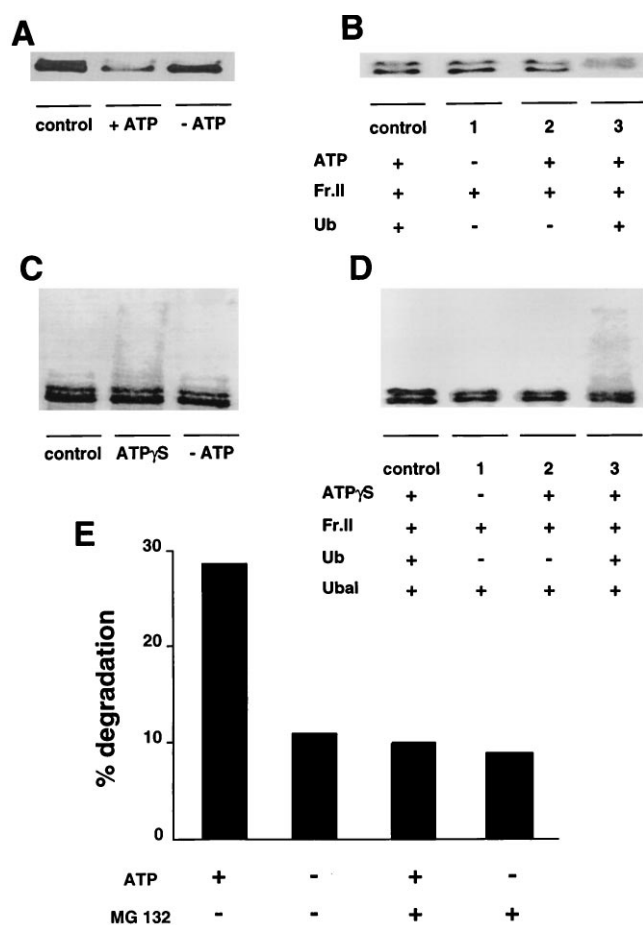 A
control + ATP - ATP
B
control 1 2 3
ATP + - + +
Fr.II + + + +
Ub + - - +
C
control ATPγS - ATP
D
control 1 2 3
ATPγS + - + +
Fr.II + + + +
Ub + - - +
Ubal + + + +
E
% degradation
30
20
10
0
ATP + - + -
MG 132 - - + +